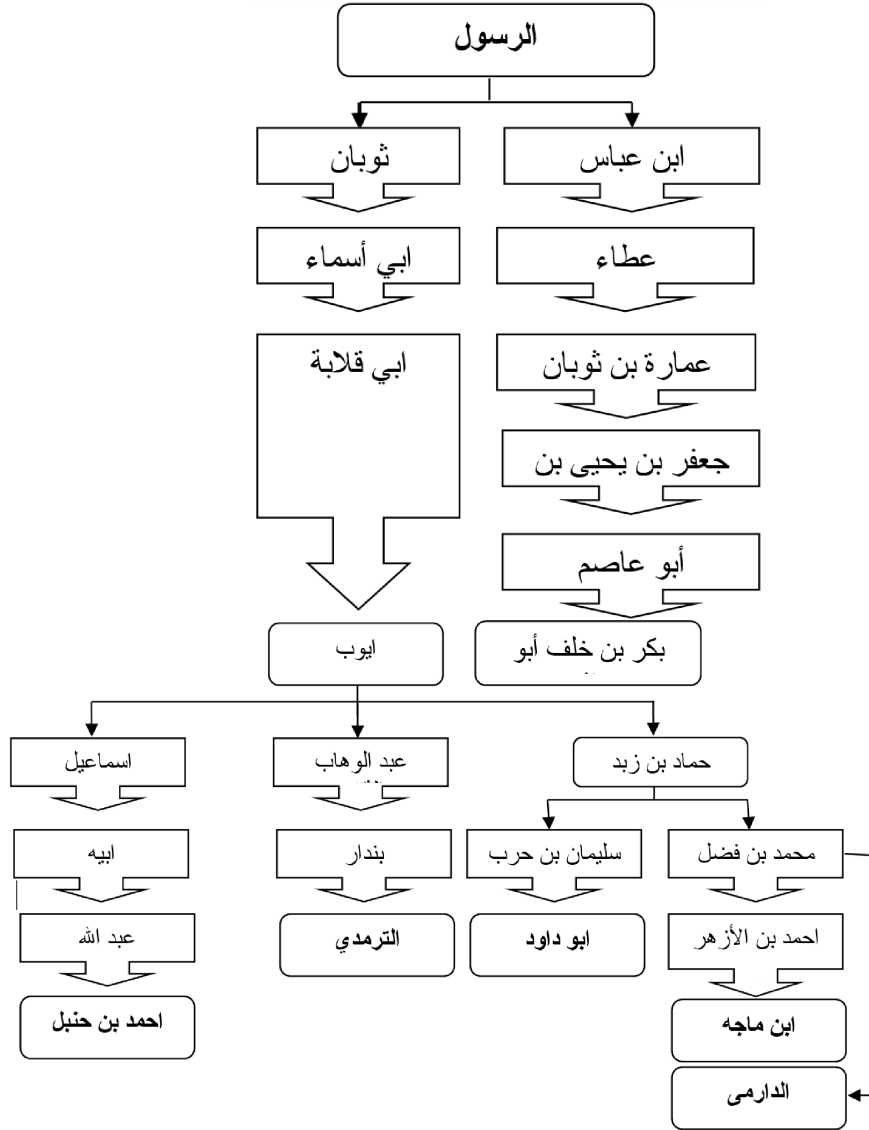 الرسول
ابن عباس
ثوبان
عطاء
ابي أسماء
عمارة بن ثوبان
ابي قلابة
جعفر بن يحيى بن
أبو عاصم
بكر بن خلف أبو
ايوب
حماد بن زيد
عبد الوهاب
اسماعيل
محمد بن فضل
سليمان بن حرب
بندار
ابيه
احمد بن الأزهر
ابو داود
الترمدي
عبد الله
ابن ماجه
احمد بن حنبل
الدارمى